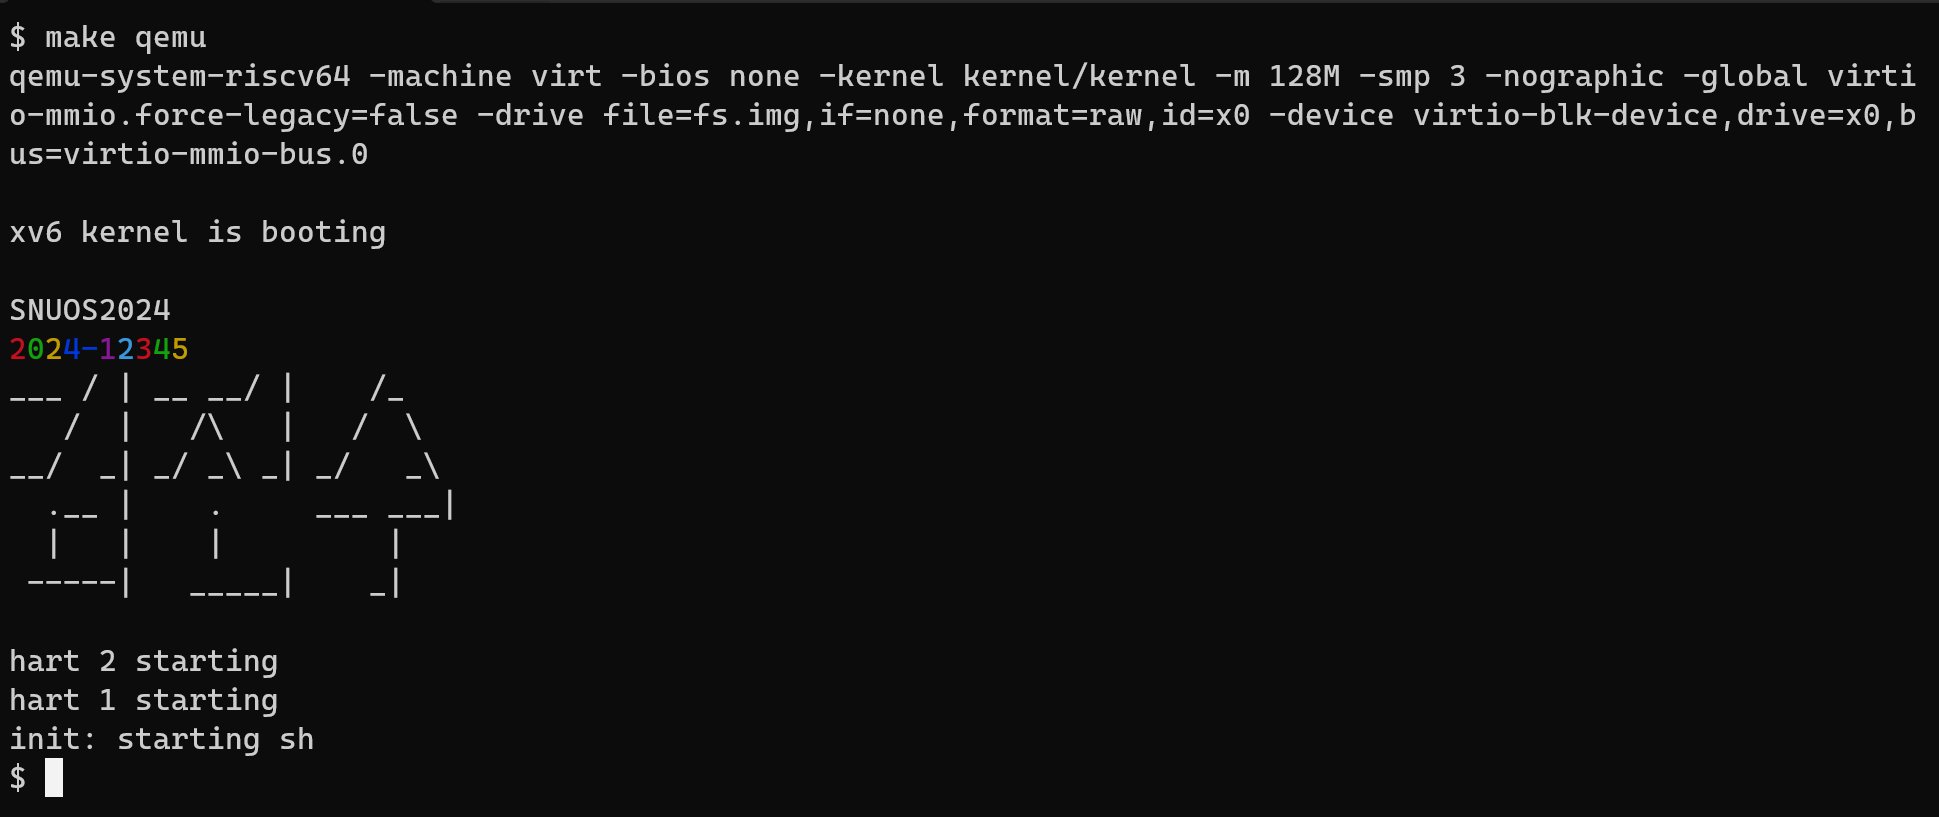 $ make qemu
qemu-system-riscv64 -machine virt -bios none -kernel kernel/kernel -m 128M -smp 3 -nographic -global virti
o-mmio.force-legacy=false -drive file=fs.img,if=none,format=raw,id=x0 -device virtio-blk-device,drive=x0,b
us=virtio-mmio-bus.0

xv6 kernel is booting

SNUOS2024
2024-12345
___ / | __ __/ |    /_
   /  |   /\   |   /  \
__/  _| _/ _\ _| _/   _\
  .__ |    .     ___ ___|
  |   |    |         |
 -----|   _____|    _|

hart 2 starting
hart 1 starting
init: starting sh
$